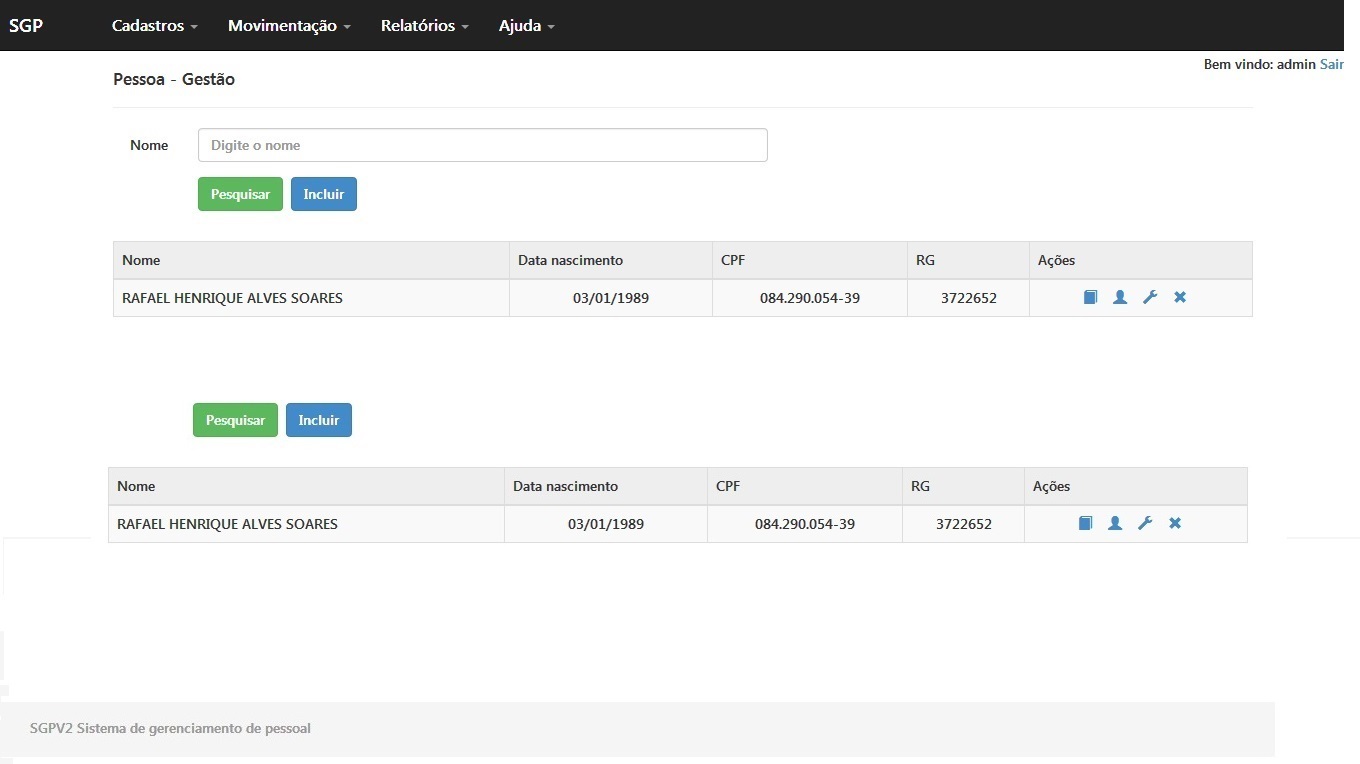 SGP Cadastros Movimentação Relatórios Ajuda
Bem vindo: admin Sair
Pessoa - Gestão
Nome Digite o nome
Pesquisar Incluir
Nome Data nascimento CPF RG Ações
RAFAEL HENRIQUE ALVES SOARES 03/01/1989 084.290.054-39 3722652
Pesquisar Incluir
Nome Data nascimento CPF RG Ações
RAFAEL HENRIQUE ALVES SOARES 03/01/1989 084.290.054-39 3722652
SGPV2 Sistema de gerenciamento de pessoal